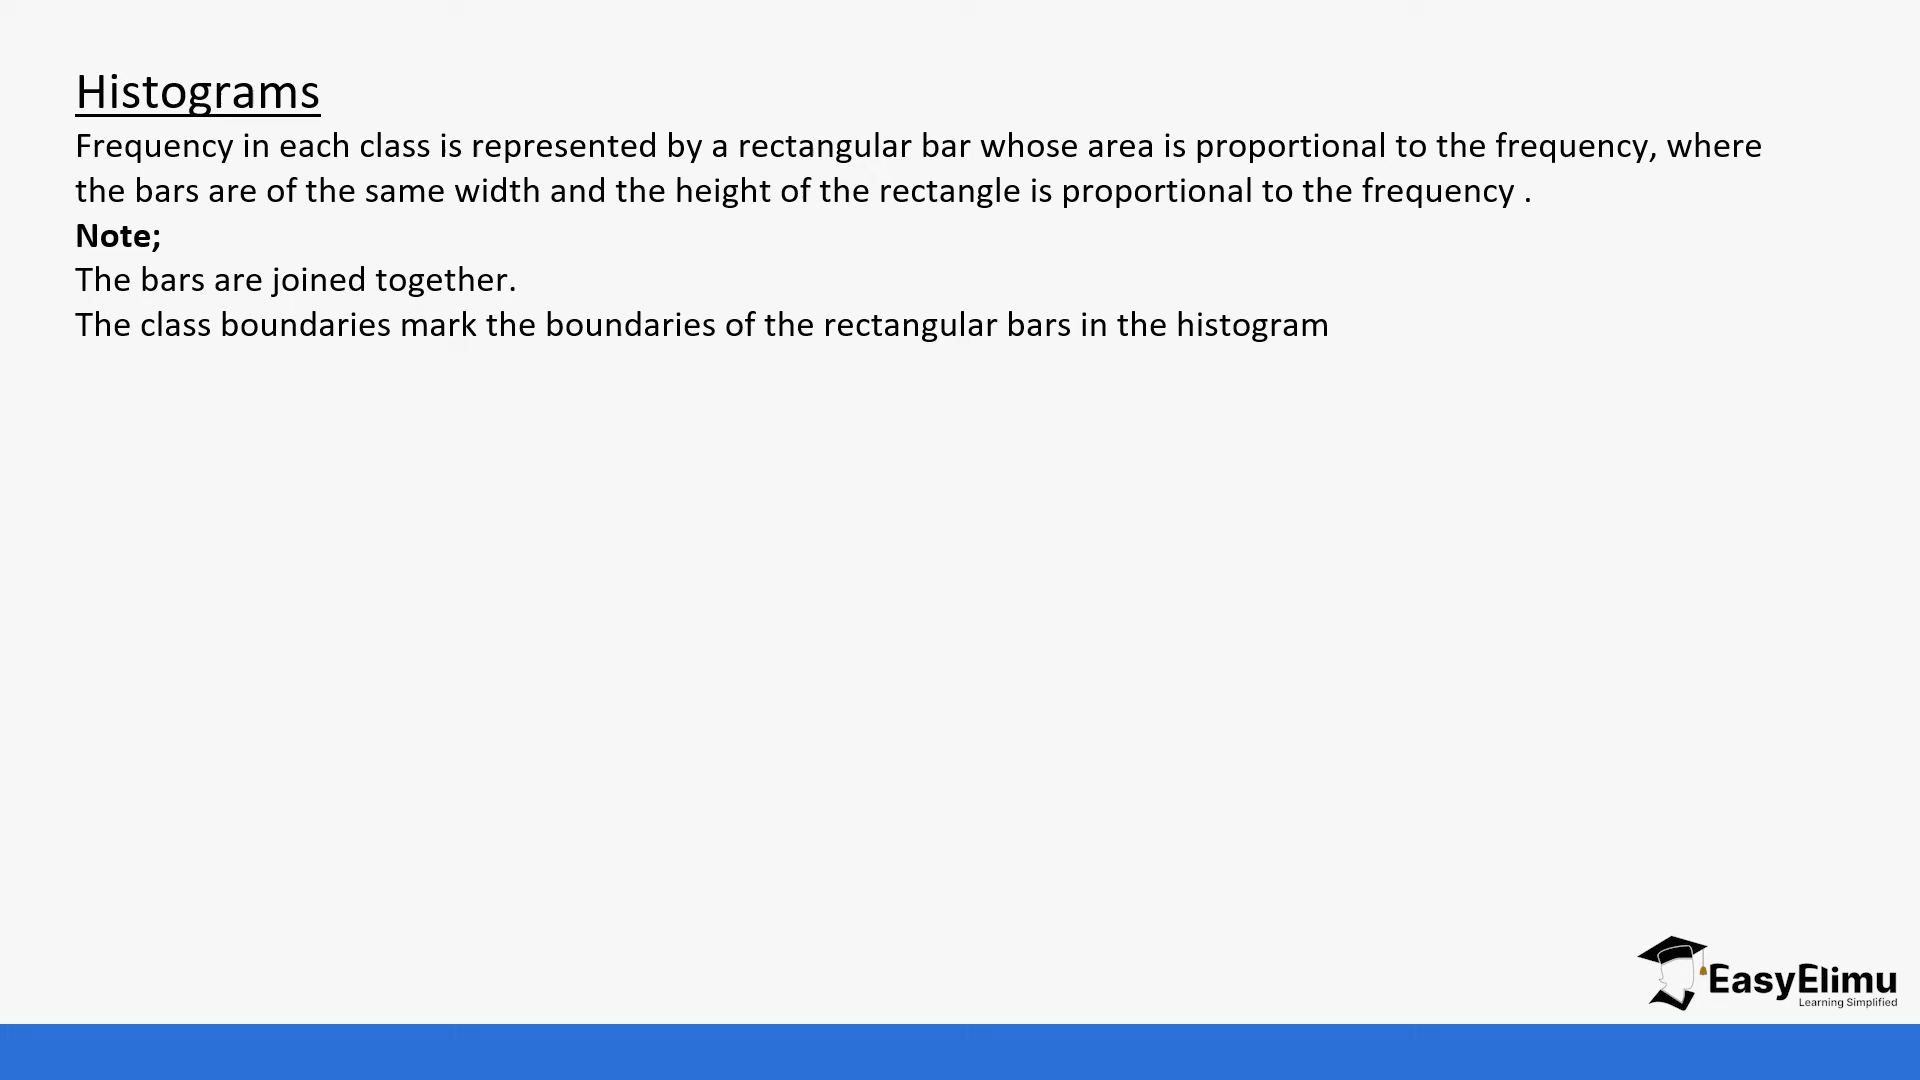 Histograms
Frequency in each class is represented by a rectangular bar whose area is proportional to the frequency, where
the bars are of the same width and the height of the rectangle is proportional to the frequency .
Note;
The bars are joined together.
The class boundaries mark the boundaries of the rectangular bars in the histogram
EasyElimu
Learning Simplified